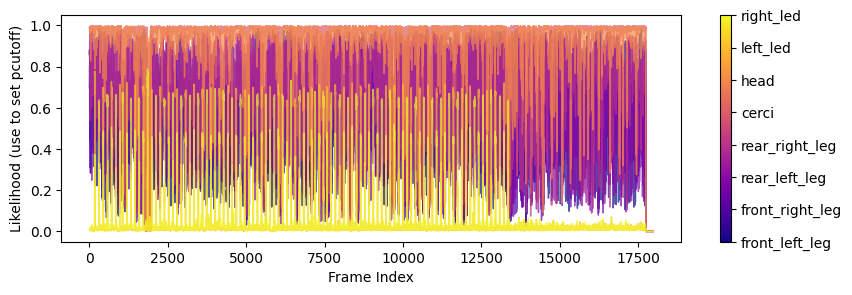 Likelihood (use to set pcutoff)
1.0
0.8
0.6
0.4
0.2
0.0
0
2500
5000
7500
10000
12500
15000
17500
Frame Index
right_led
left_led
head
cerci
rear_right_leg
rear_left_leg
front_right_leg
front_left_leg